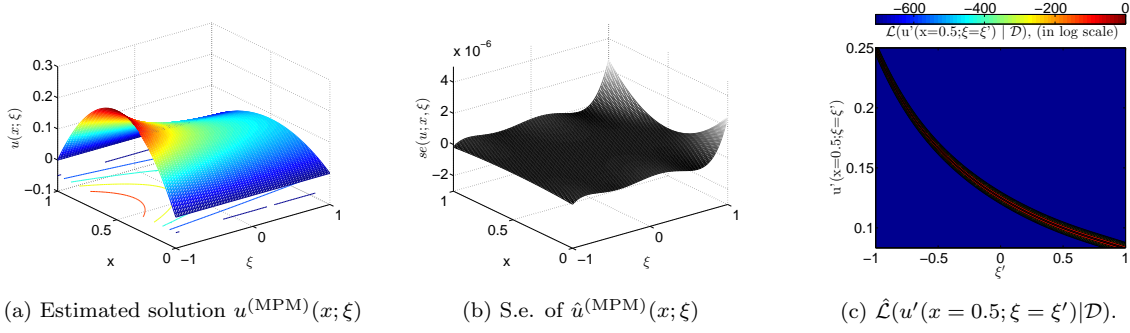 0.3
0.2
0.1
0
−0.1
1
0.5
0
−1
0
1
u(x; ξ)
x
ξ
x 10⁻⁶
4
2
0
−2
1
0.5
0
−1
0
1
se(u; x, ξ)
x
ξ
−600 −400 −200 0
ℒ(u'(x=0.5;ξ=ξ') | 𝒟), (in log scale)
0.25
0.2
0.15
0.1
−1 −0.5 0 0.5 1
u'(x=0.5;ξ=ξ')
ξ'
(a) Estimated solution u^(MPM)(x; ξ)
(b) S.e. of û^(MPM)(x; ξ)
(c) ℒ̂(u′(x = 0.5; ξ = ξ′)|𝒟).